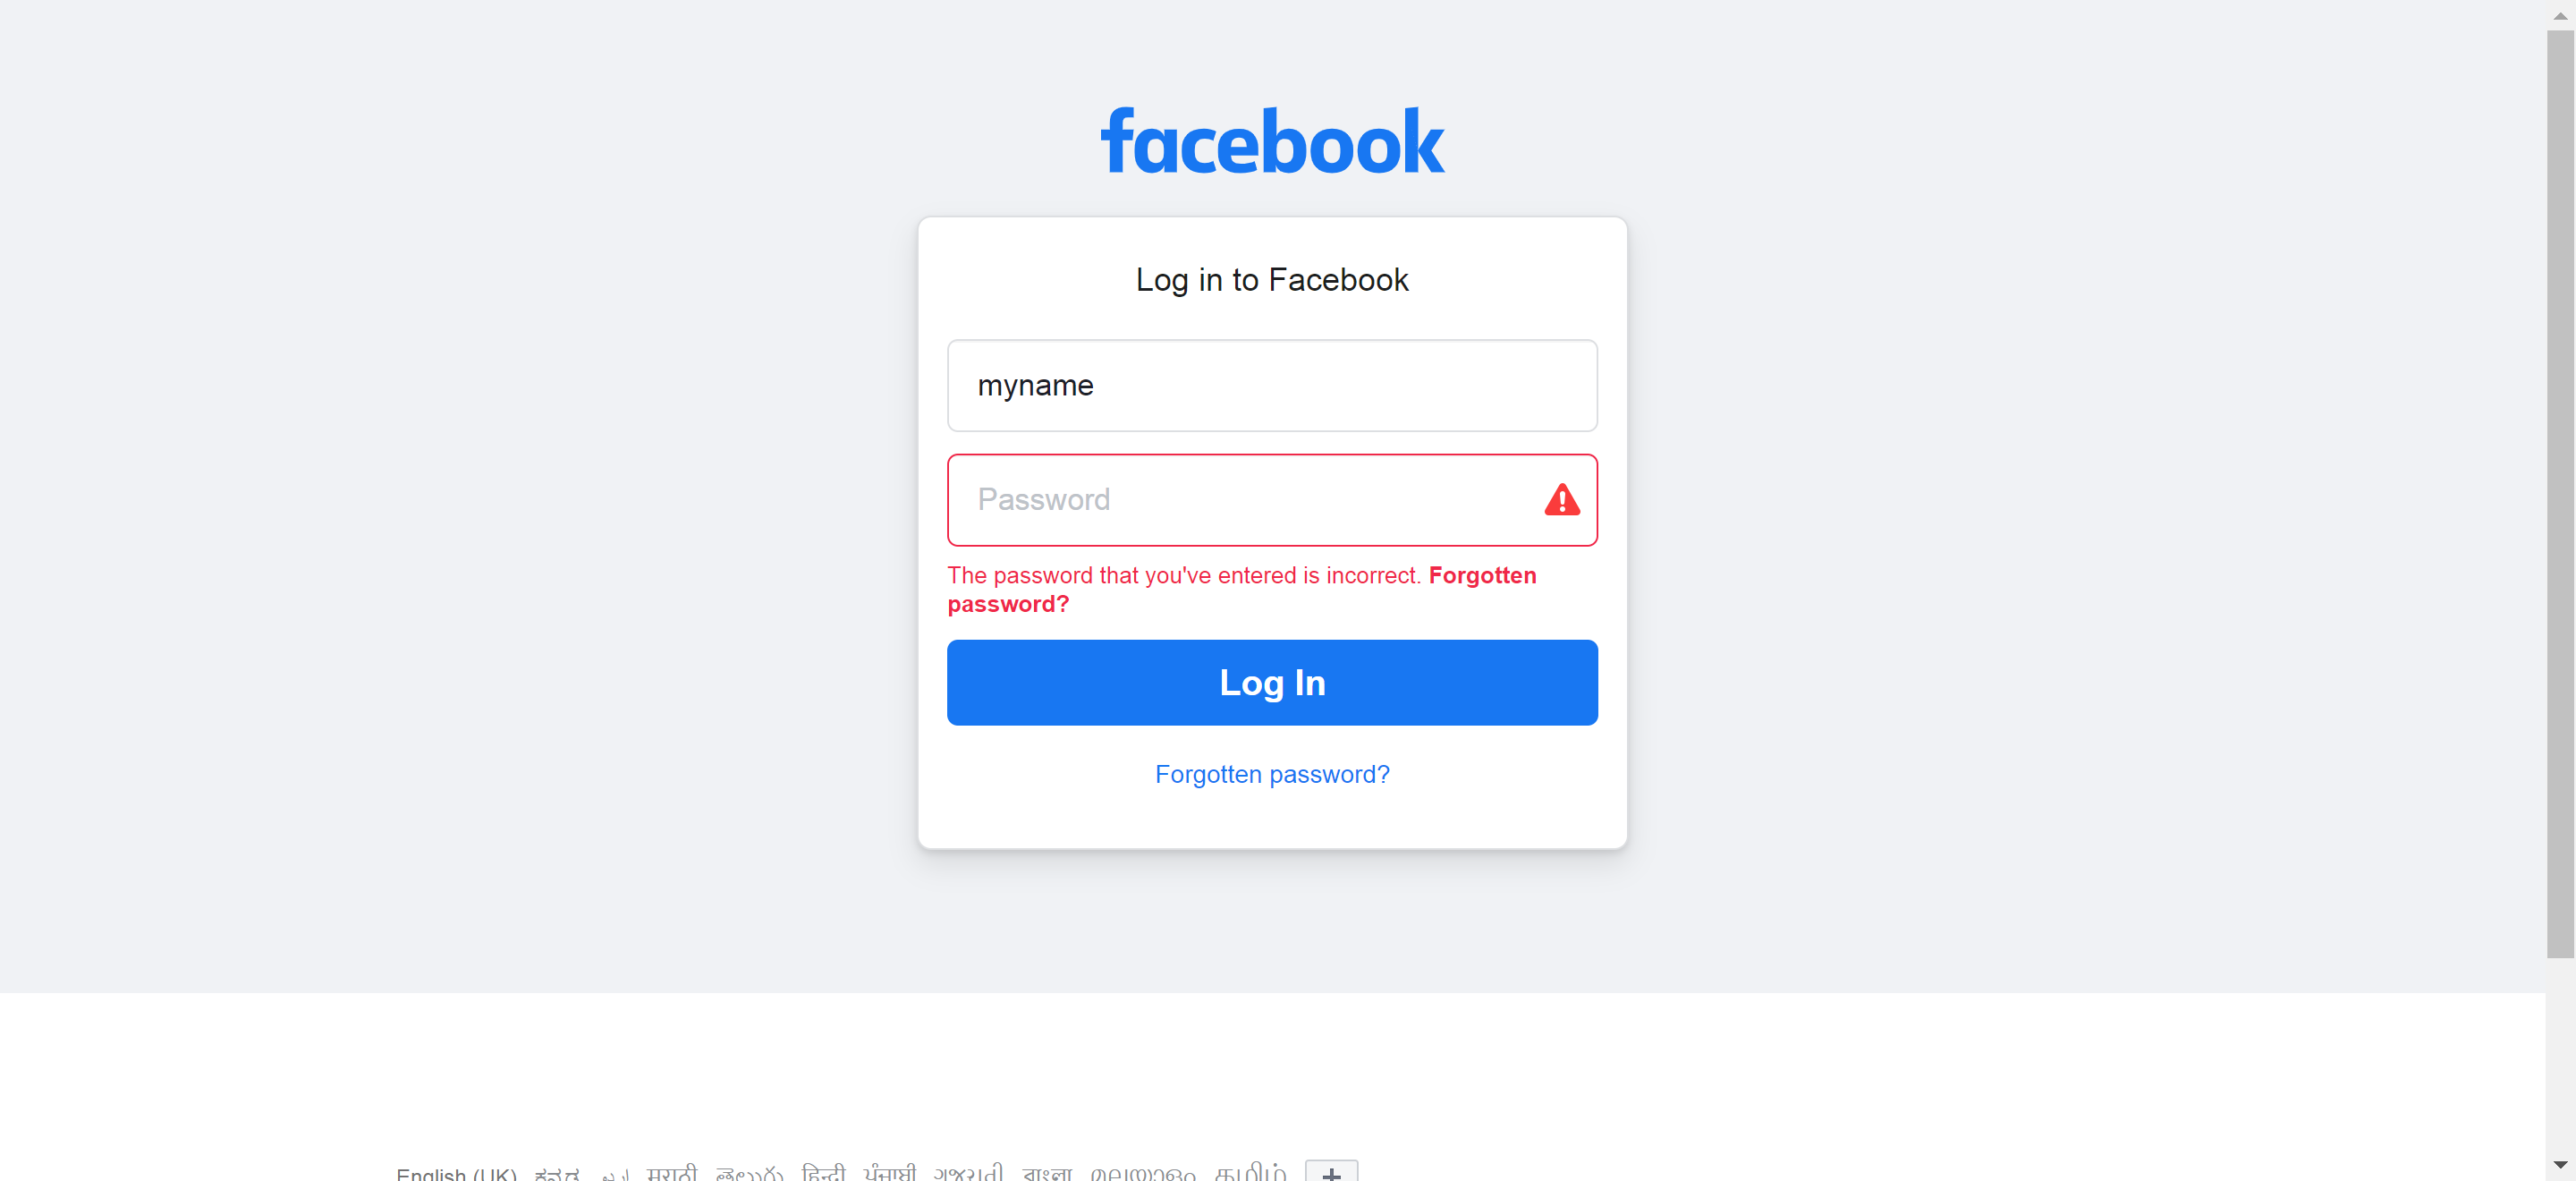 facebook
Log in to Facebook
myname
Password
The password that you've entered is incorrect. Forgotten
password?
Log In
Forgotten password?
English (UK) ಕನ್ನಡ اردو मराठी తెలుగు हिन्दी ਪੰਜਾਬੀ ગુજરાતી বাংলা മലയാളം தமிழ் +